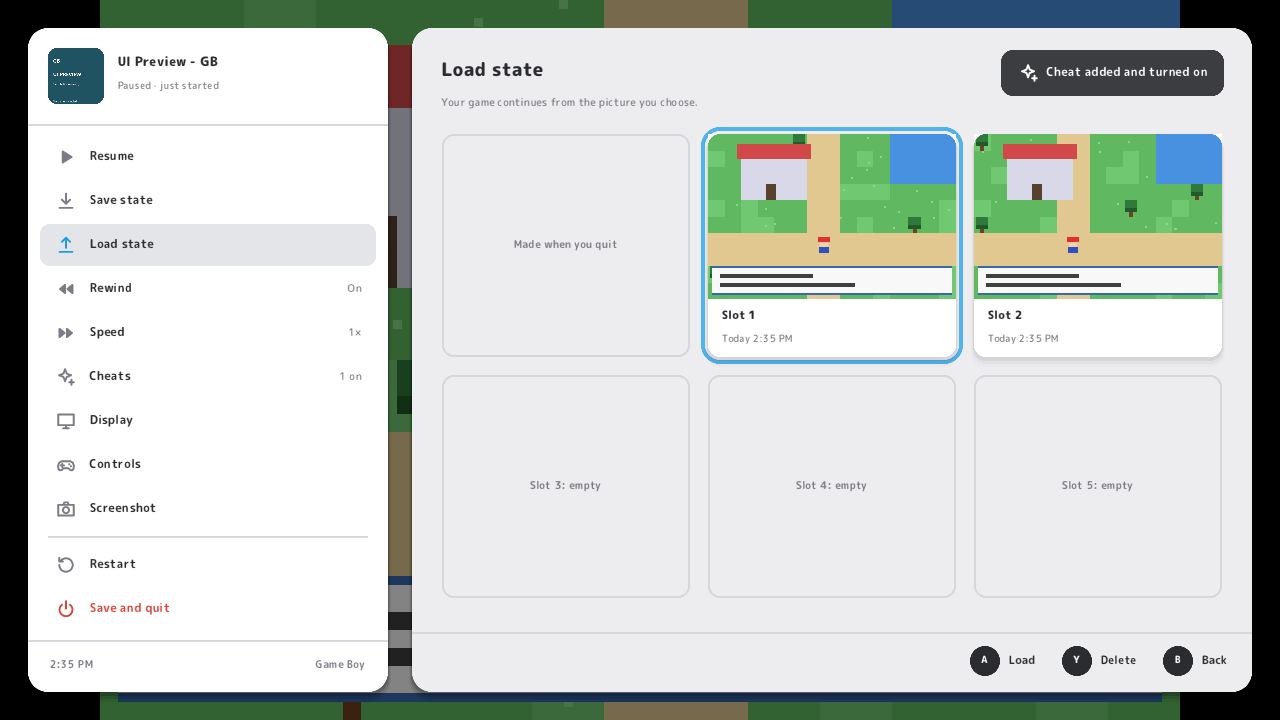 GB
UI PREVIEW
UI Preview - GB
Paused · just started
Resume
Save state
Load state
Rewind On
Speed 1×
Cheats 1 on
Display
Controls
Screenshot
Restart
Save and quit
2:35 PM Game Boy
Load state
Your game continues from the picture you choose.
Cheat added and turned on
Made when you quit
Slot 1
Today 2:35 PM
Slot 2
Today 2:35 PM
Slot 3: empty
Slot 4: empty
Slot 5: empty
A Load Y Delete B Back